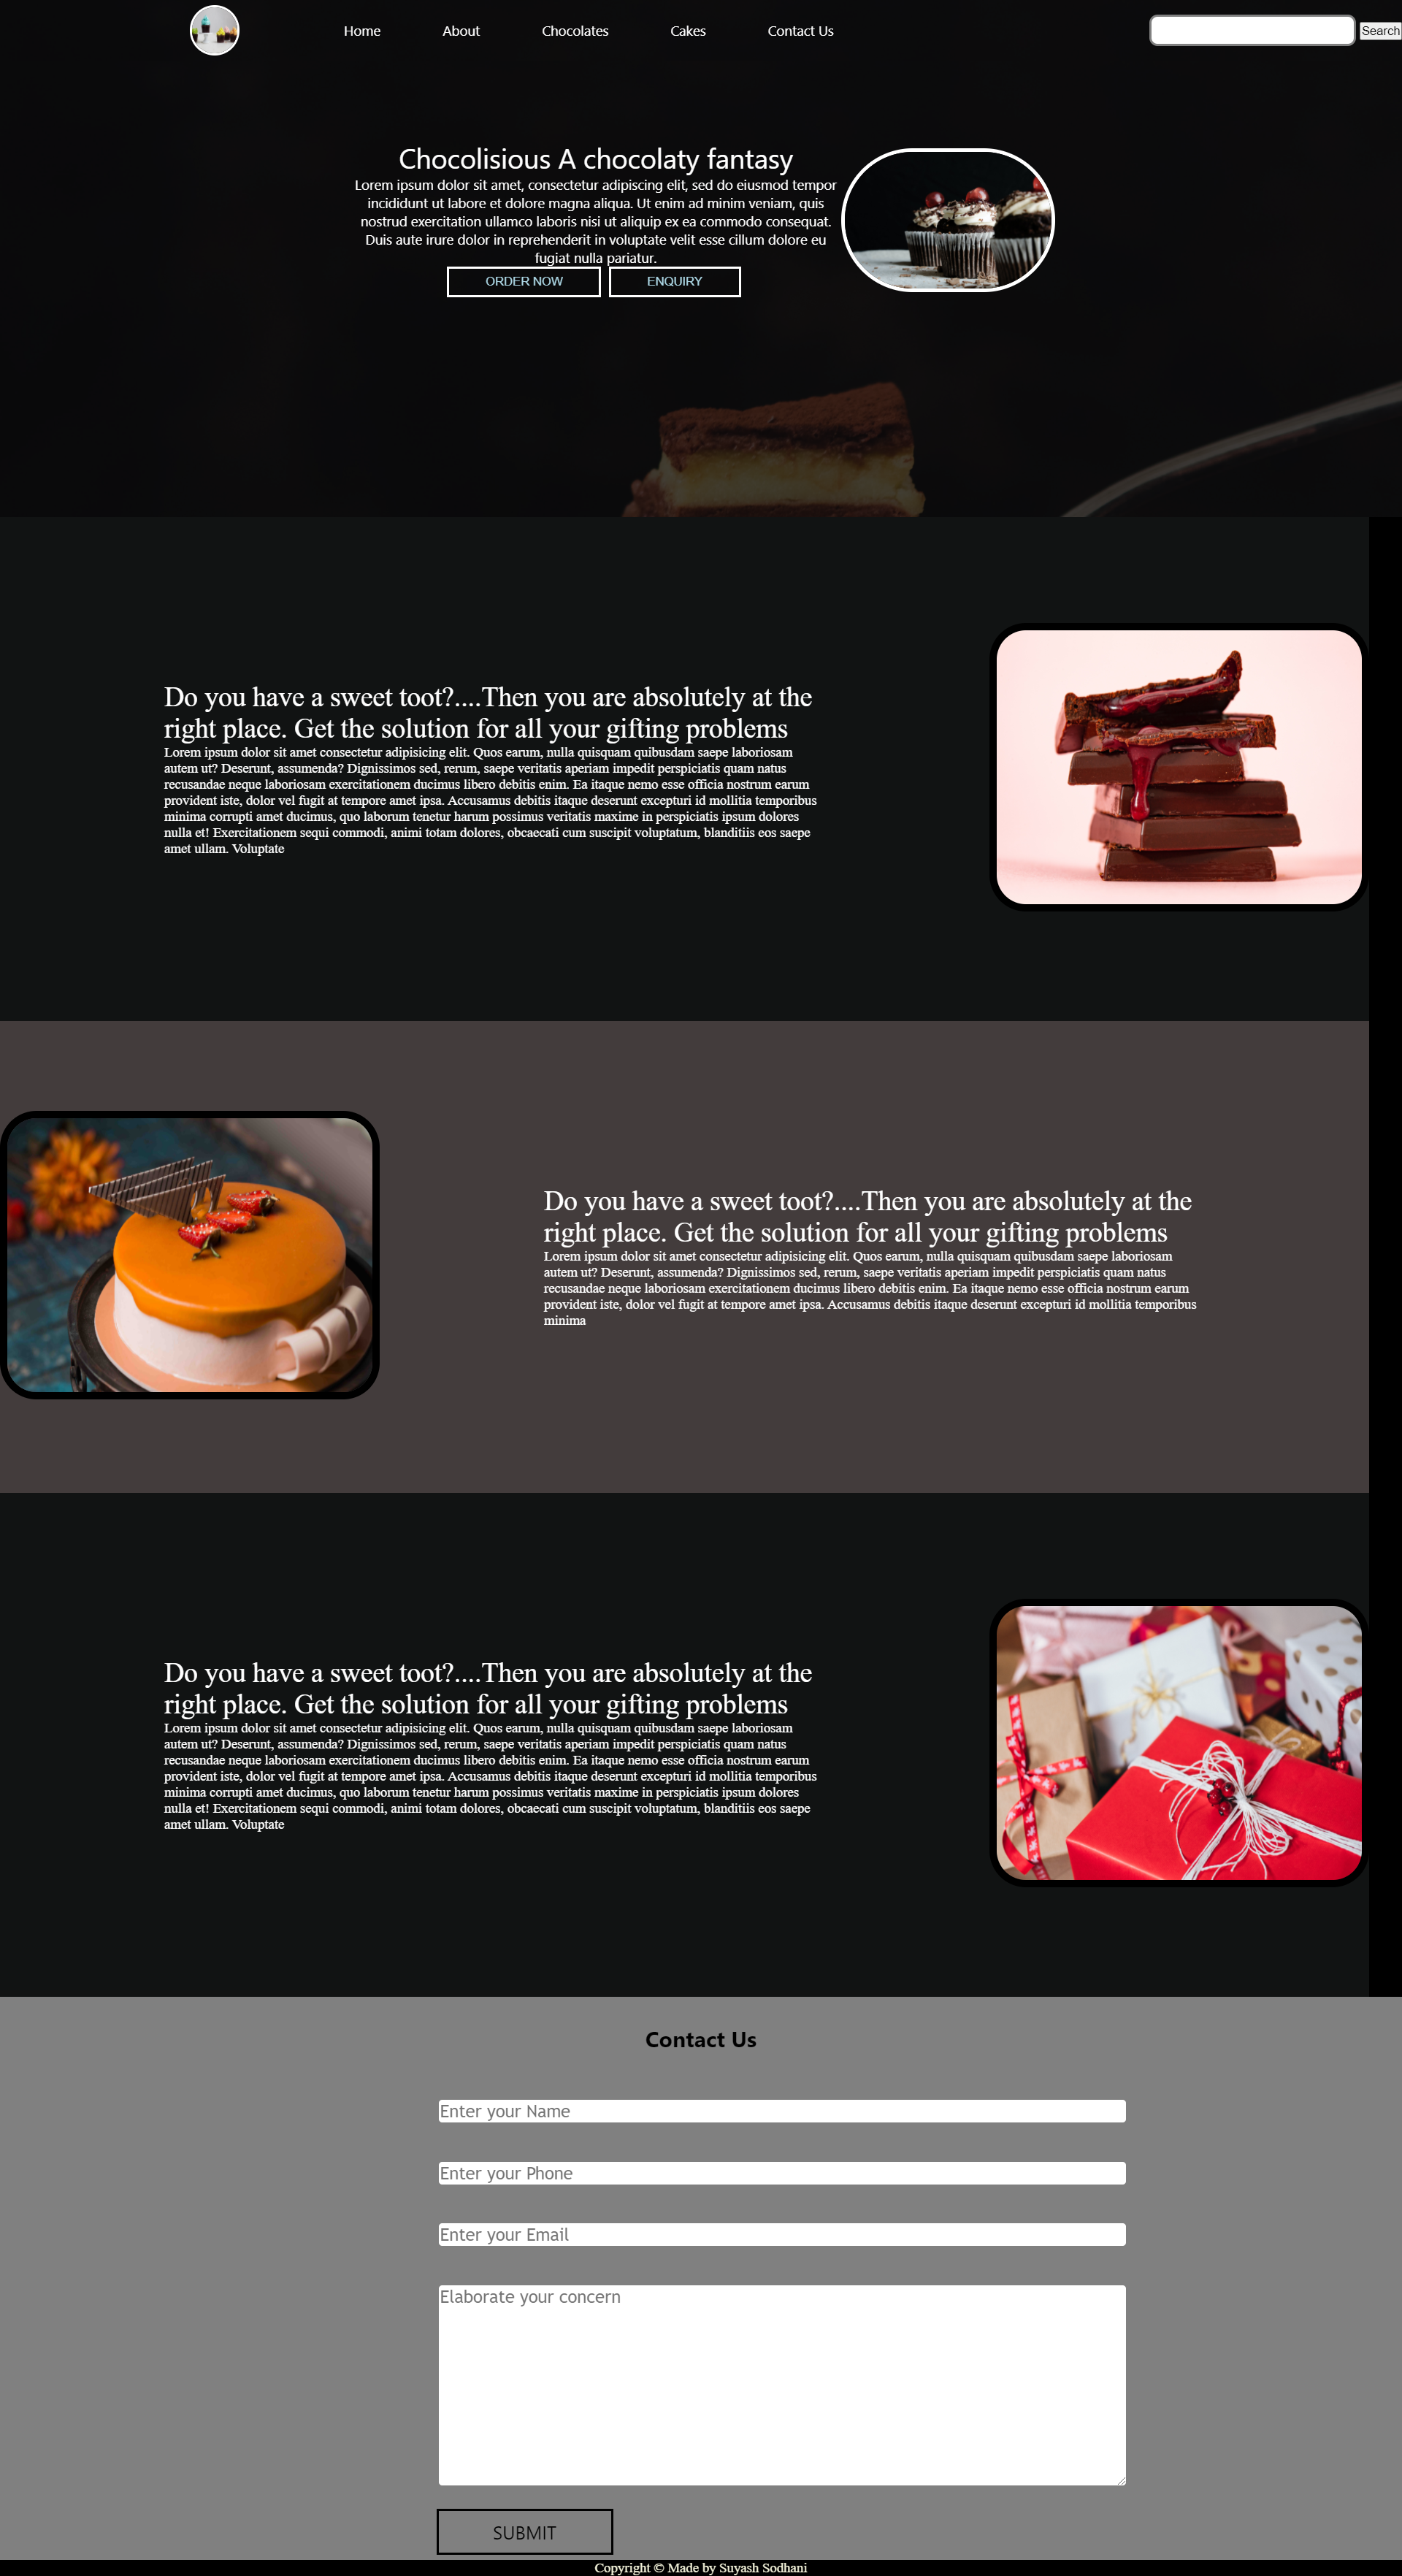 Home About Chocolates Cakes Contact Us Search
Chocolisious A chocolaty fantasy
Lorem ipsum dolor sit amet, consectetur adipiscing elit, sed do eiusmod tempor
incididunt ut labore et dolore magna aliqua. Ut enim ad minim veniam, quis
nostrud exercitation ullamco laboris nisi ut aliquip ex ea commodo consequat.
Duis aute irure dolor in reprehenderit in voluptate velit esse cillum dolore eu
fugiat nulla pariatur.
ORDER NOW ENQUIRY
Do you have a sweet toot?....Then you are absolutely at the
right place. Get the solution for all your gifting problems
Lorem ipsum dolor sit amet consectetur adipisicing elit. Quos earum, nulla quisquam quibusdam saepe laboriosam
autem ut? Deserunt, assumenda? Dignissimos sed, rerum, saepe veritatis aperiam impedit perspiciatis quam natus
recusandae neque laboriosam exercitationem ducimus libero debitis enim. Ea itaque nemo esse officia nostrum earum
provident iste, dolor vel fugit at tempore amet ipsa. Accusamus debitis itaque deserunt excepturi id mollitia temporibus
minima corrupti amet ducimus, quo laborum tenetur harum possimus veritatis maxime in perspiciatis ipsum dolores
nulla et! Exercitationem sequi commodi, animi totam dolores, obcaecati cum suscipit voluptatum, blanditiis eos saepe
amet ullam. Voluptate
Do you have a sweet toot?....Then you are absolutely at the
right place. Get the solution for all your gifting problems
Lorem ipsum dolor sit amet consectetur adipisicing elit. Quos earum, nulla quisquam quibusdam saepe laboriosam
autem ut? Deserunt, assumenda? Dignissimos sed, rerum, saepe veritatis aperiam impedit perspiciatis quam natus
recusandae neque laboriosam exercitationem ducimus libero debitis enim. Ea itaque nemo esse officia nostrum earum
provident iste, dolor vel fugit at tempore amet ipsa. Accusamus debitis itaque deserunt excepturi id mollitia temporibus
minima
Do you have a sweet toot?....Then you are absolutely at the
right place. Get the solution for all your gifting problems
Lorem ipsum dolor sit amet consectetur adipisicing elit. Quos earum, nulla quisquam quibusdam saepe laboriosam
autem ut? Deserunt, assumenda? Dignissimos sed, rerum, saepe veritatis aperiam impedit perspiciatis quam natus
recusandae neque laboriosam exercitationem ducimus libero debitis enim. Ea itaque nemo esse officia nostrum earum
provident iste, dolor vel fugit at tempore amet ipsa. Accusamus debitis itaque deserunt excepturi id mollitia temporibus
minima corrupti amet ducimus, quo laborum tenetur harum possimus veritatis maxime in perspiciatis ipsum dolores
nulla et! Exercitationem sequi commodi, animi totam dolores, obcaecati cum suscipit voluptatum, blanditiis eos saepe
amet ullam. Voluptate
Contact Us
Enter your Name
Enter your Phone
Enter your Email
Elaborate your concern
SUBMIT
Copyright © Made by Suyash Sodhani